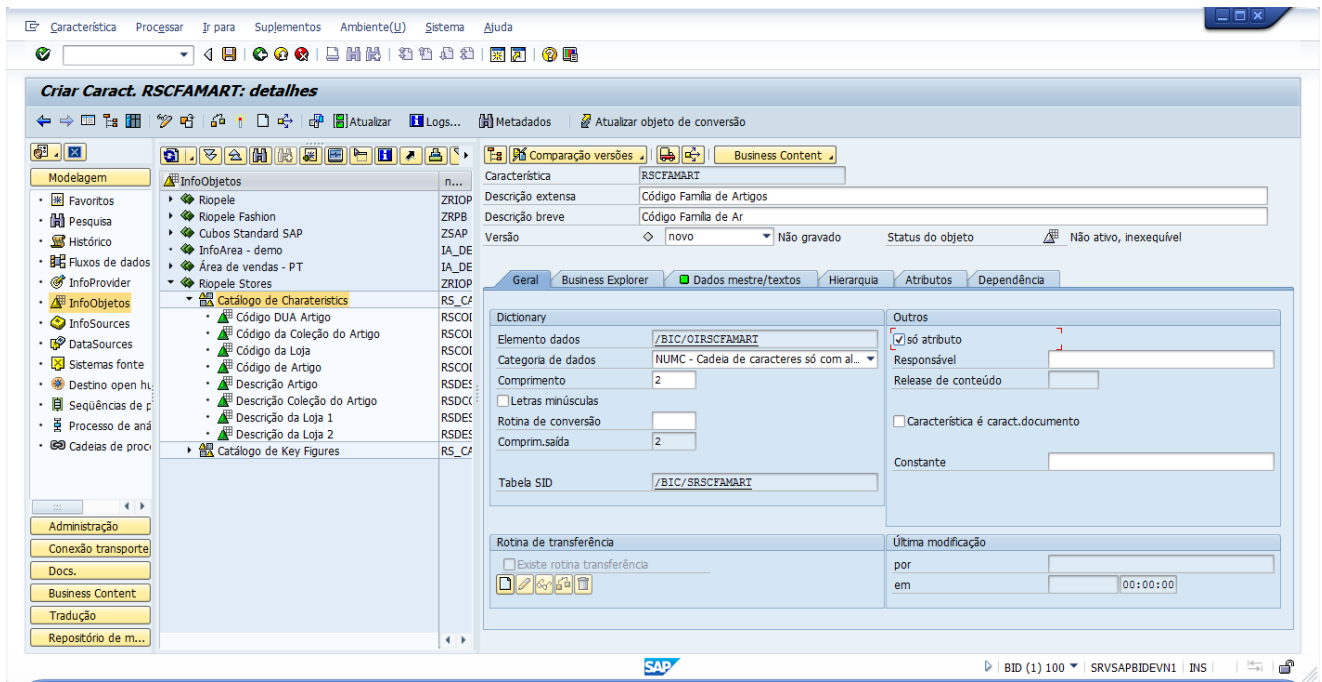 Característica Processar Ir para Suplementos Ambiente(U) Sistema Ajuda
Criar Caract. RSCFAMART: detalhes
Atualizar Logs... Metadados Atualizar objeto de conversão
Modelagem
Favoritos
Pesquisa
Histórico
Fluxos de dados
InfoProvider
InfoObjetos
InfoSources
DataSources
Sistemas fonte
Destino open hu
Seqüências de p
Processo de aná
Cadeias de proc
Administração
Conexão transporte
Docs.
Business Content
Tradução
Repositório de m...
InfoObjetos n...
Riopele ZRIOP
Riopele Fashion ZRPB
Cubos Standard SAP ZSAP
InfoArea - demo IA_DE
Área de vendas - PT IA_DE
Riopele Stores ZRIOP
Catálogo de Charateristics RS_CA
Código DUA Artigo RSCOD
Código da Coleção do Artigo RSCOL
Código da Loja RSCOD
Código de Artigo RSCOD
Descrição Artigo RSDES
Descrição Coleção do Artigo RSDCO
Descrição da Loja 1 RSDES
Descrição da Loja 2 RSDES
Catálogo de Key Figures RS_CA
Comparação versões Business Content
Característica RSCFAMART
Descrição extensa Código Família de Artigos
Descrição breve Código Família de Ar
Versão novo Não gravado Status do objeto Não ativo, inexequível
Geral Business Explorer Dados mestre/textos Hierarquia Atributos Dependência
Dictionary
Elemento dados /BIC/OIRSCFAMART
Categoria de dados NUMC - Cadeia de caracteres só com al...
Comprimento 2
Letras minúsculas
Rotina de conversão
Comprim.saída 2
Tabela SID /BIC/SRSCFAMART
Outros
só atributo
Responsável
Release de conteúdo
Característica é caract.documento
Constante
Rotina de transferência
Existe rotina transferência
Última modificação
por
em 00:00:00
SAP BID (1) 100 SRVSAPBIDEVN1 INS